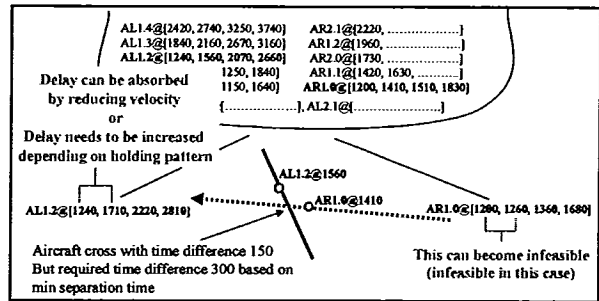 AL1.4@{2420, 2740, 3250, 3740} AR2.1@{2220, ....................}
AL1.3@{1840, 2160, 2670, 3160} AR1.2@{1960, ....................}
AL1.2@{1240, 1560, 2070, 2660} AR2.0@{1730, ....................}
1250, 1840} AR1.1@{1420, 1630, ............}
1150, 1640} AR1.0@{1200, 1410, 1510, 1830}
{....................}, AL2.1@{....................}
Delay can be absorbed
by reducing velocity
or
Delay needs to be increased
depending on holding pattern
AL1.2@1560
AR1.0@1410
AL1.2@{1240, 1710, 2220, 2810}
AR1.0@{1200, 1260, 1360, 1680}
Aircraft cross with time difference 150
But required time difference 300 based on
min separation time
This can become infeasible
(infeasible in this case)